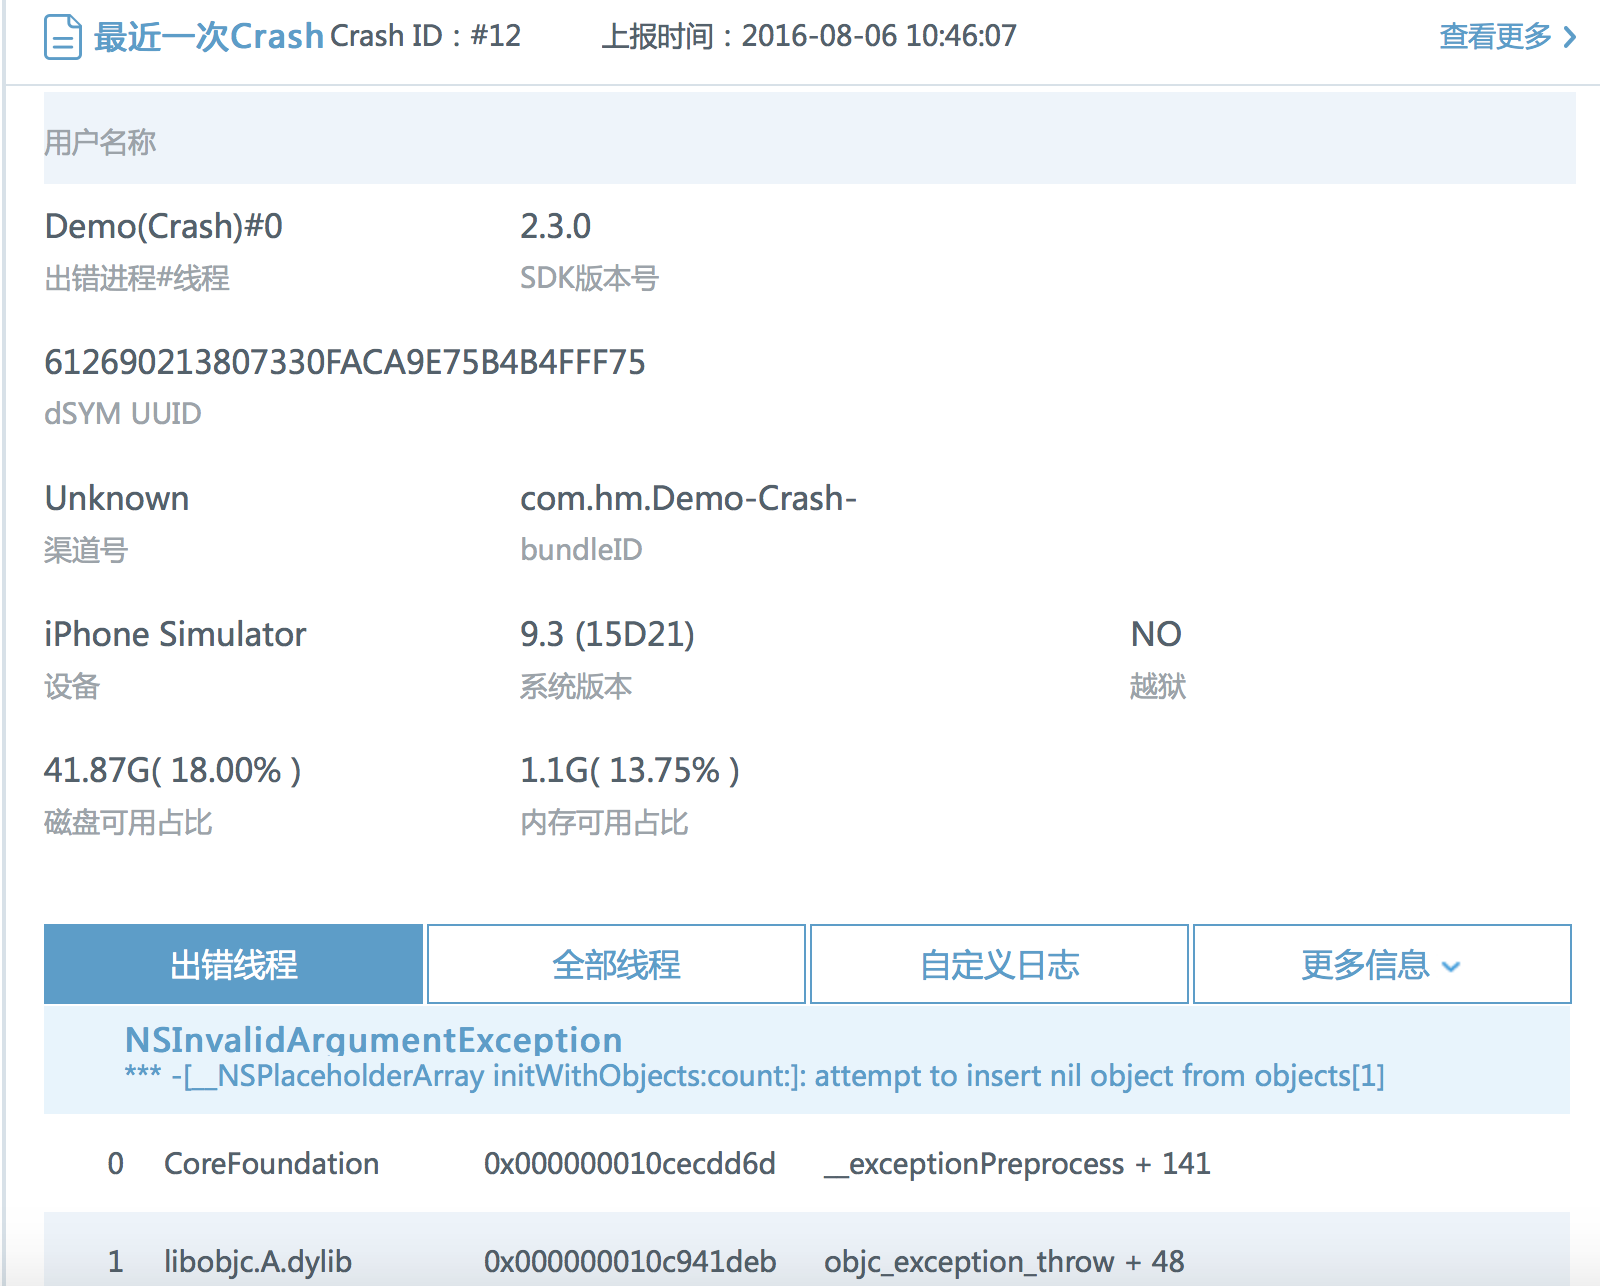 最近一次Crash Crash ID：#12 上报时间：2016-08-06 10:46:07 查看更多
用户名称
Demo(Crash)#0 2.3.0
出错进程#线程 SDK版本号
612690213807330FACA9E75B4B4FFF75
dSYM UUID
Unknown com.hm.Demo-Crash-
渠道号 bundleID
iPhone Simulator 9.3 (15D21) NO
设备 系统版本 越狱
41.87G( 18.00% ) 1.1G( 13.75% )
磁盘可用占比 内存可用占比
出错线程 全部线程 自定义日志 更多信息
NSInvalidArgumentException
*** -[__NSPlaceholderArray initWithObjects:count:]: attempt to insert nil object from objects[1]
0 CoreFoundation 0x000000010cecdd6d __exceptionPreprocess + 141
1 libobjc.A.dylib 0x000000010c941deb objc_exception_throw + 48